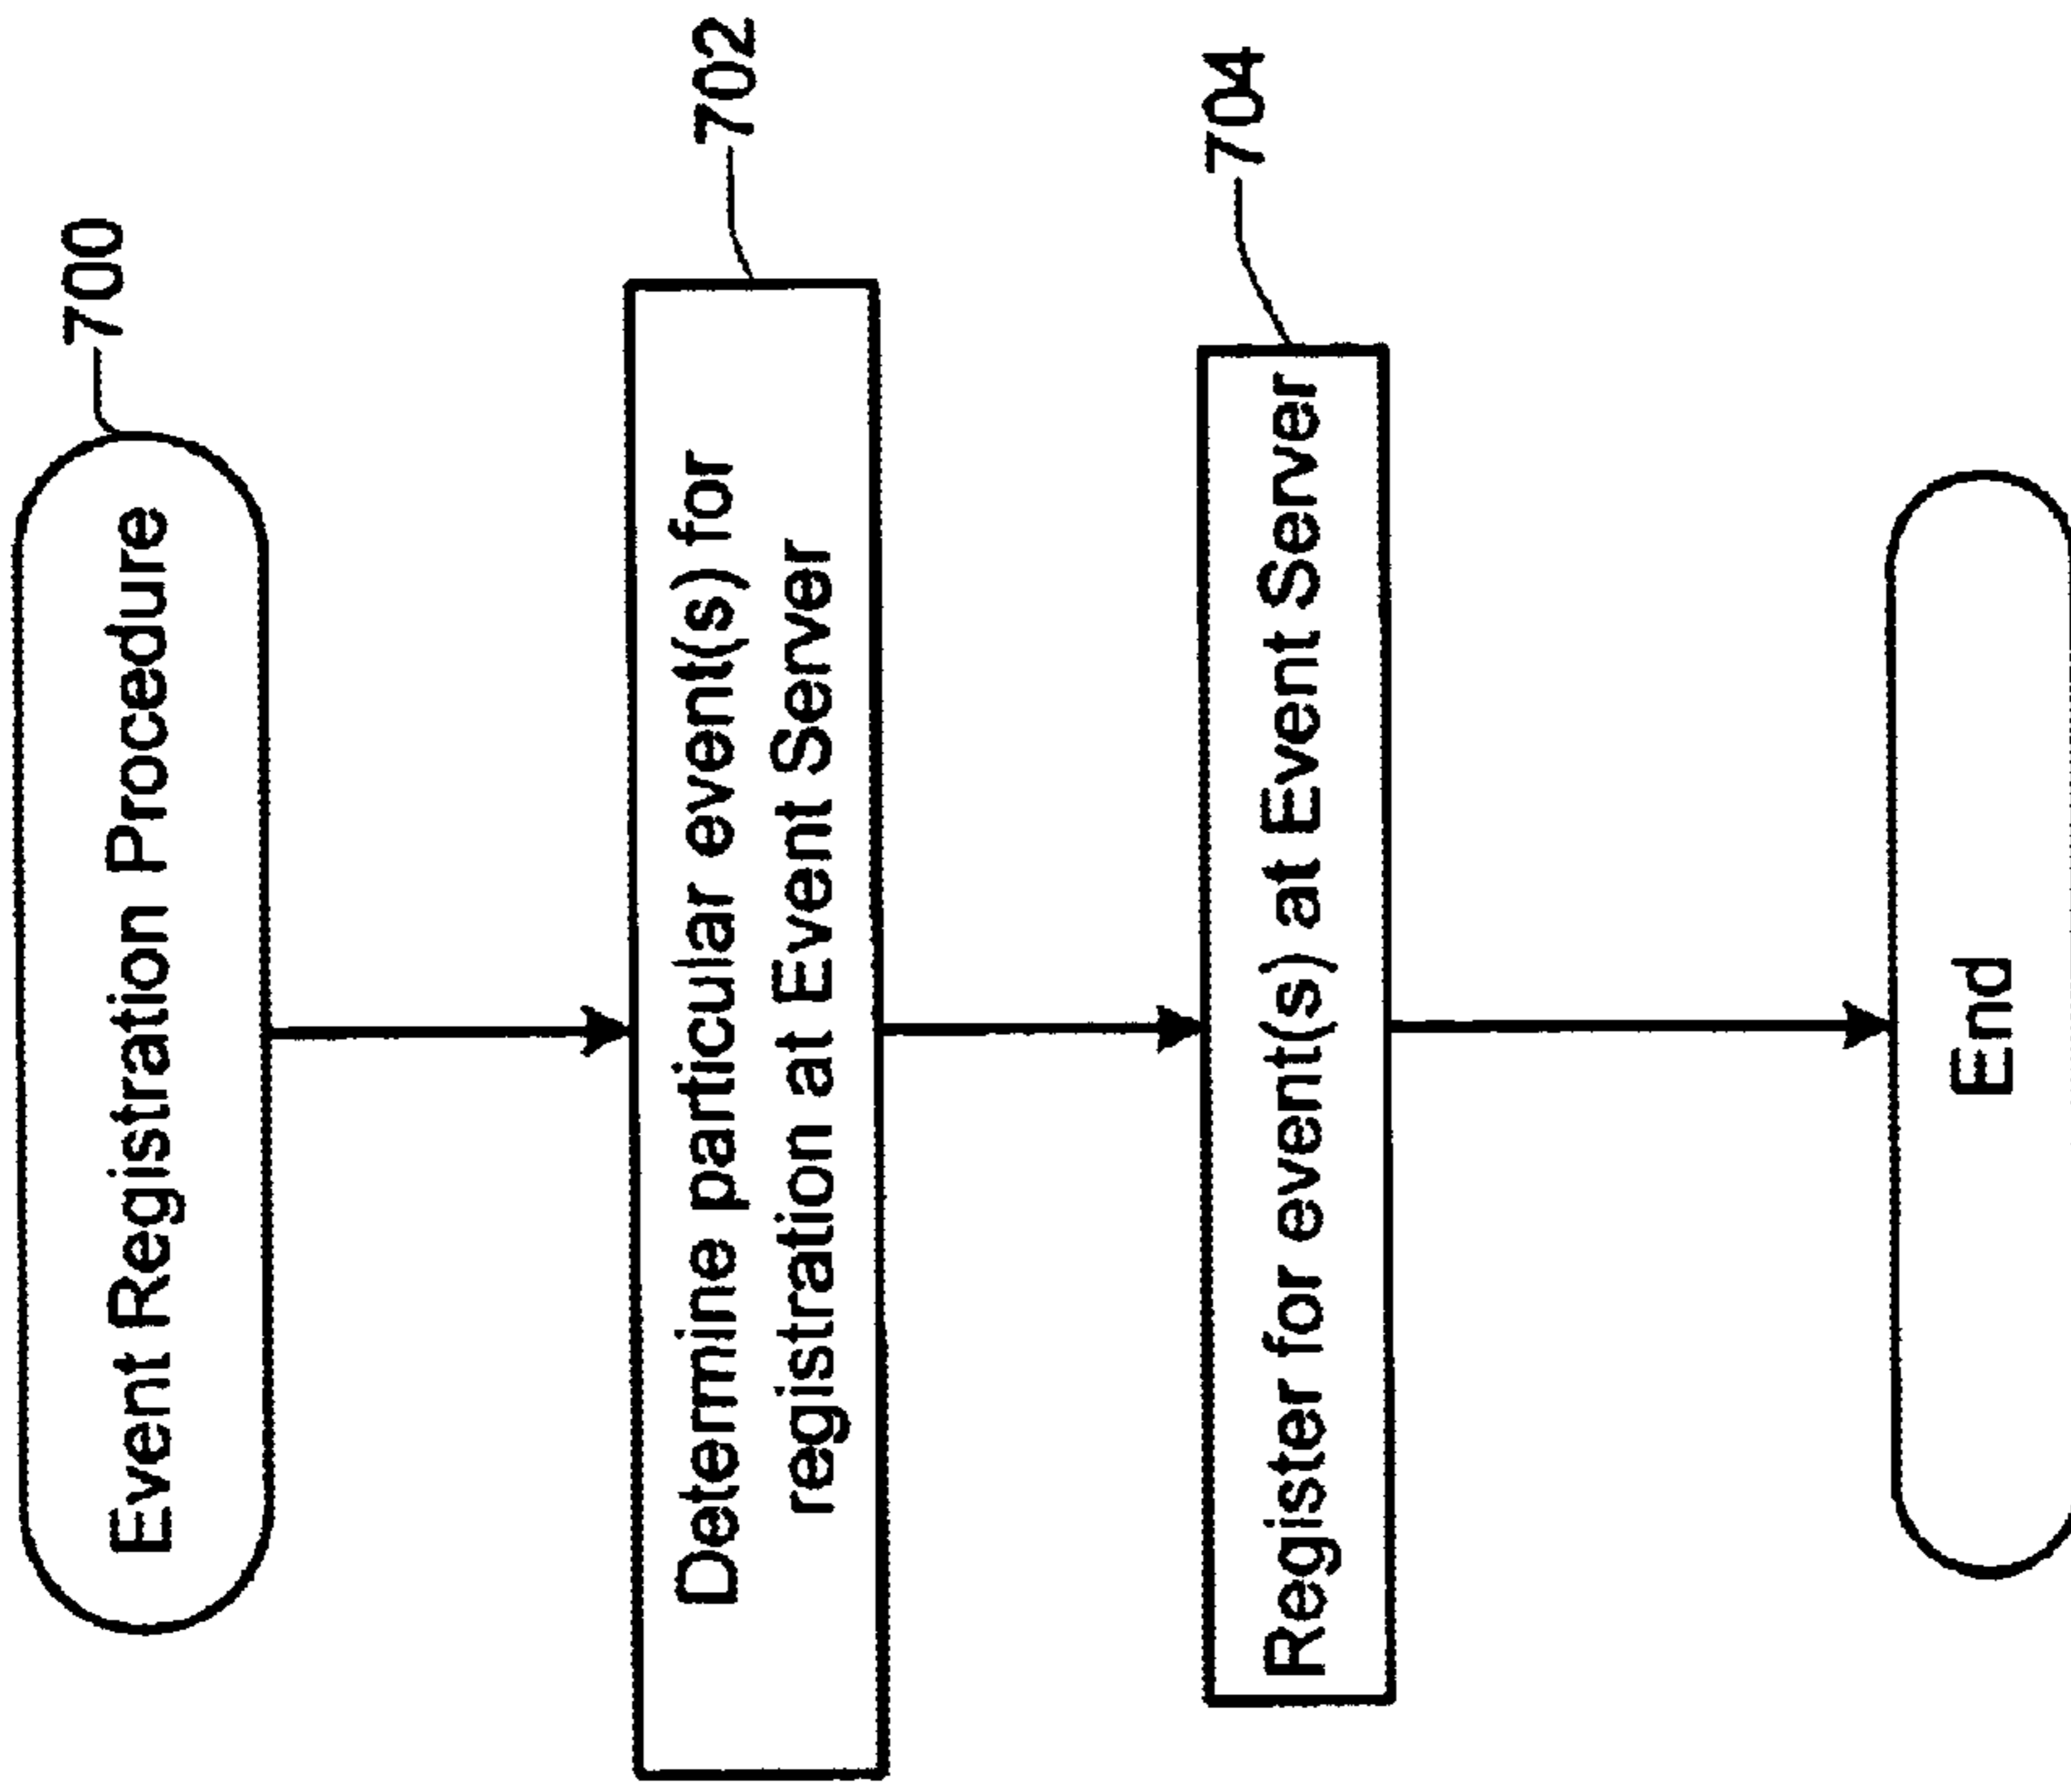 Event Registration Procedure
700
Determine particular event(s) for
registration at Event Server
702
Register for event(s) at Event Server
704
End